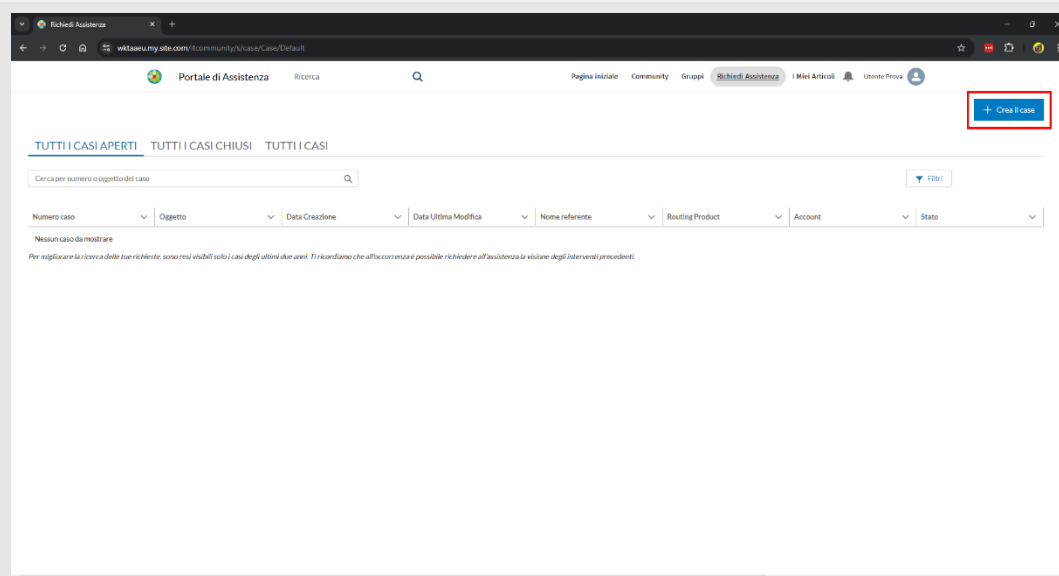 Richiedi Assistenza
wktaaeu.my.site.com/itcommunity/s/case/Case/Default
Portale di Assistenza Ricerca Pagina iniziale Community Gruppi Richiedi Assistenza I Miei Articoli Utente Prova
Crea il case
TUTTI I CASI APERTI TUTTI I CASI CHIUSI TUTTI I CASI
Cerca per numero o oggetto del caso Filtri
Numero caso Oggetto Data Creazione Data Ultima Modifica Nome referente Routing Product Account Stato
Nessun caso da mostrare
Per migliorare la ricerca delle tue richieste, sono resi visibili solo i casi degli ultimi due anni. Ti ricordiamo che all'occorrenza è possibile richiedere all'assistenza la visione degli interventi precedenti.